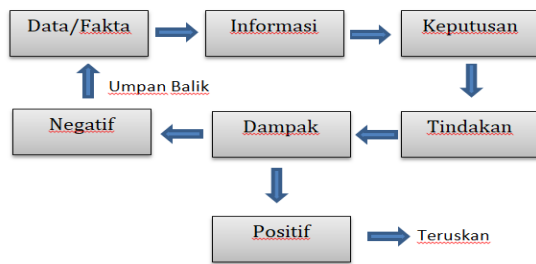 Data/Fakta
Informasi
Keputusan
Umpan Balik
Negatif
Dampak
Tindakan
Positif
Teruskan